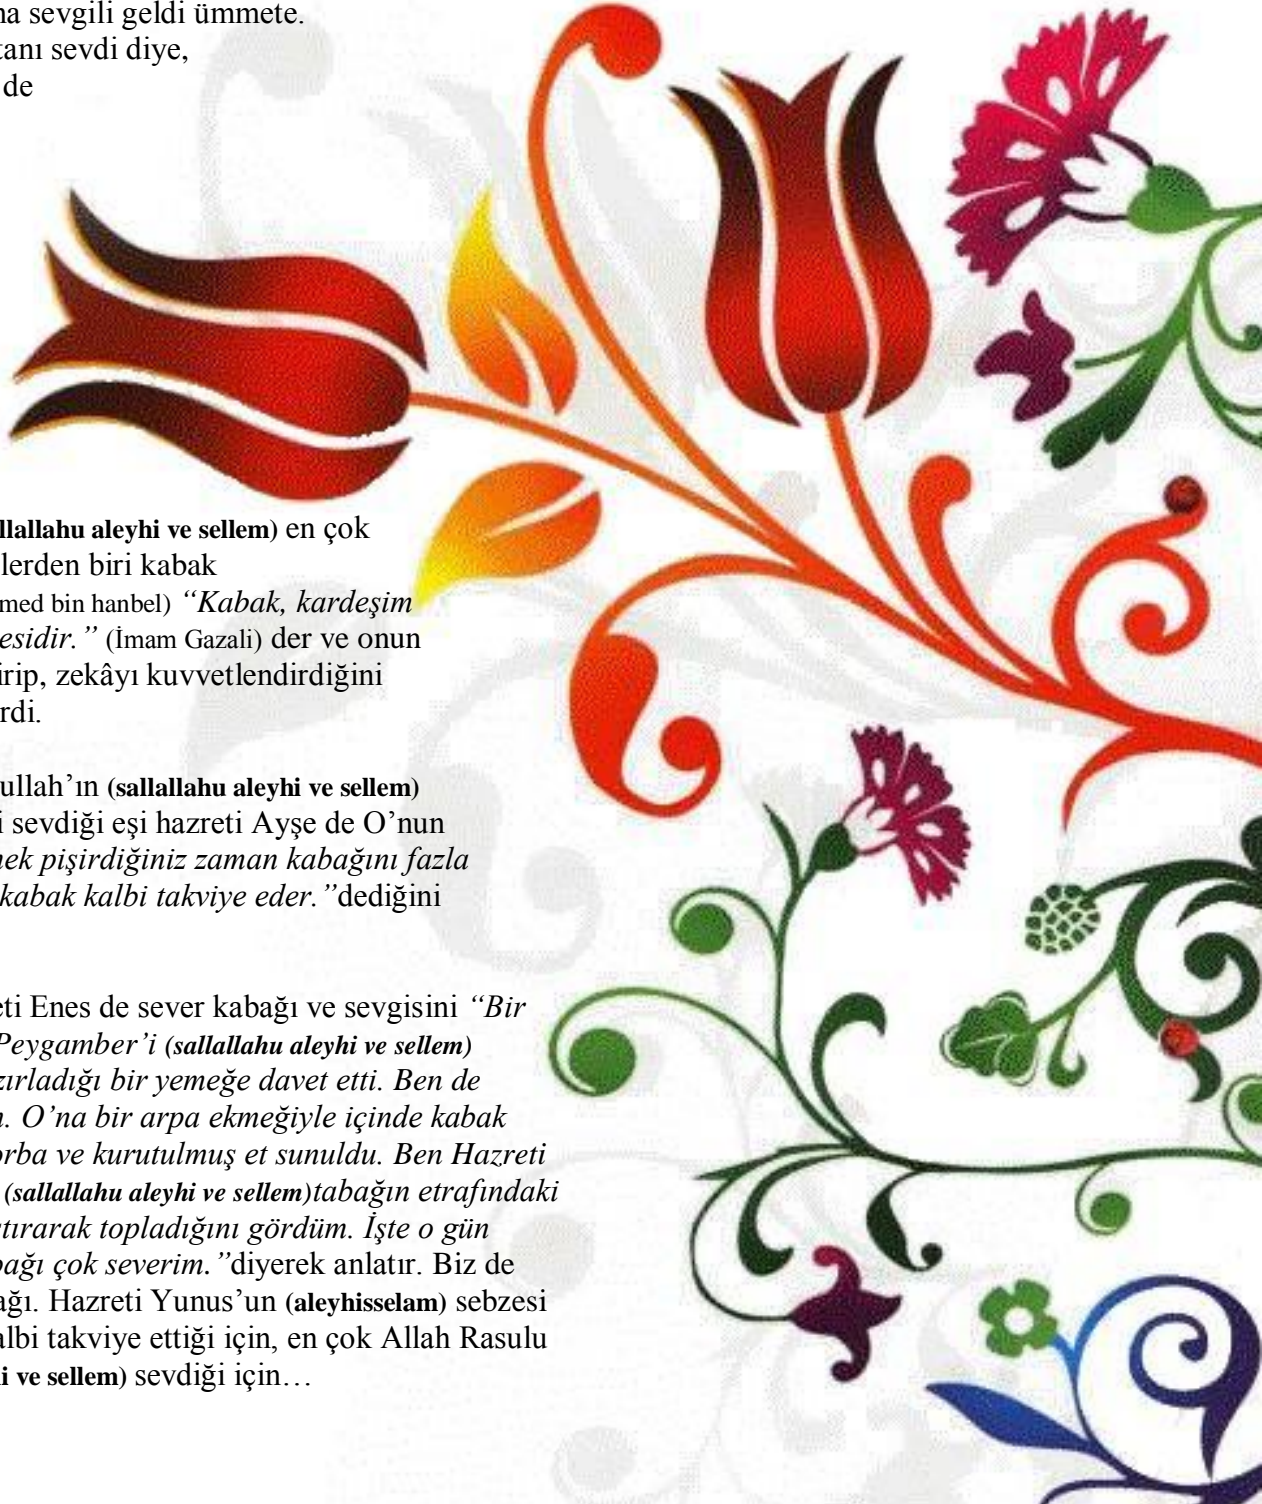 na sevgili geldi ümmete.
tanı sevdi diye,
de
llallahu aleyhi ve sellem) en çok
lerden biri kabak
med bin hanbel) “Kabak, kardeşim
esidir.” (İmam Gazali) der ve onun
irip, zekâyı kuvvetlendirdiğini
rdi.
ullah’ın (sallallahu aleyhi ve sellem)
i sevdiği eşi hazreti Ayşe de O’nun
nek pişirdiğiniz zaman kabağını fazla
kabak kalbi takviye eder.”dediğini
eti Enes de sever kabağı ve sevgisini “Bir
Peygamber’i (sallallahu aleyhi ve sellem)
zırladığı bir yemeğe davet etti. Ben de
n. O’na bir arpa ekmeğiyle içinde kabak
orba ve kurutulmuş et sunuldu. Ben Hazreti
(sallallahu aleyhi ve sellem)tabağın etrafındaki
ştırarak topladığını gördüm. İşte o gün
bağı çok severim.”diyerek anlatır. Biz de
ağı. Hazreti Yunus’un (aleyhisselam) sebzesi
albi takviye ettiği için, en çok Allah Rasulu
i ve sellem) sevdiği için…